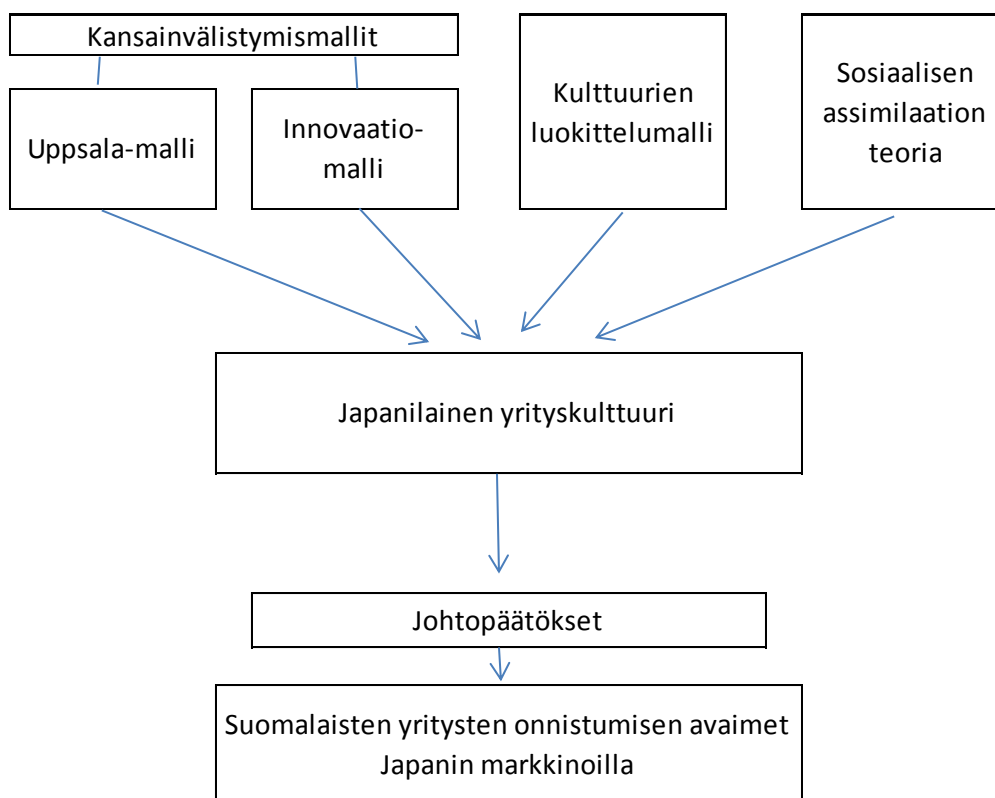 Kansainvälistymismallit
Uppsala-malli
Innovaatio-
malli
Kulttuurien
luokittelumalli
Sosiaalisen
assimilaation
teoria
Japanilainen yrityskulttuuri
Johtopäätökset
Suomalaisten yritysten onnistumisen avaimet
Japanin markkinoilla